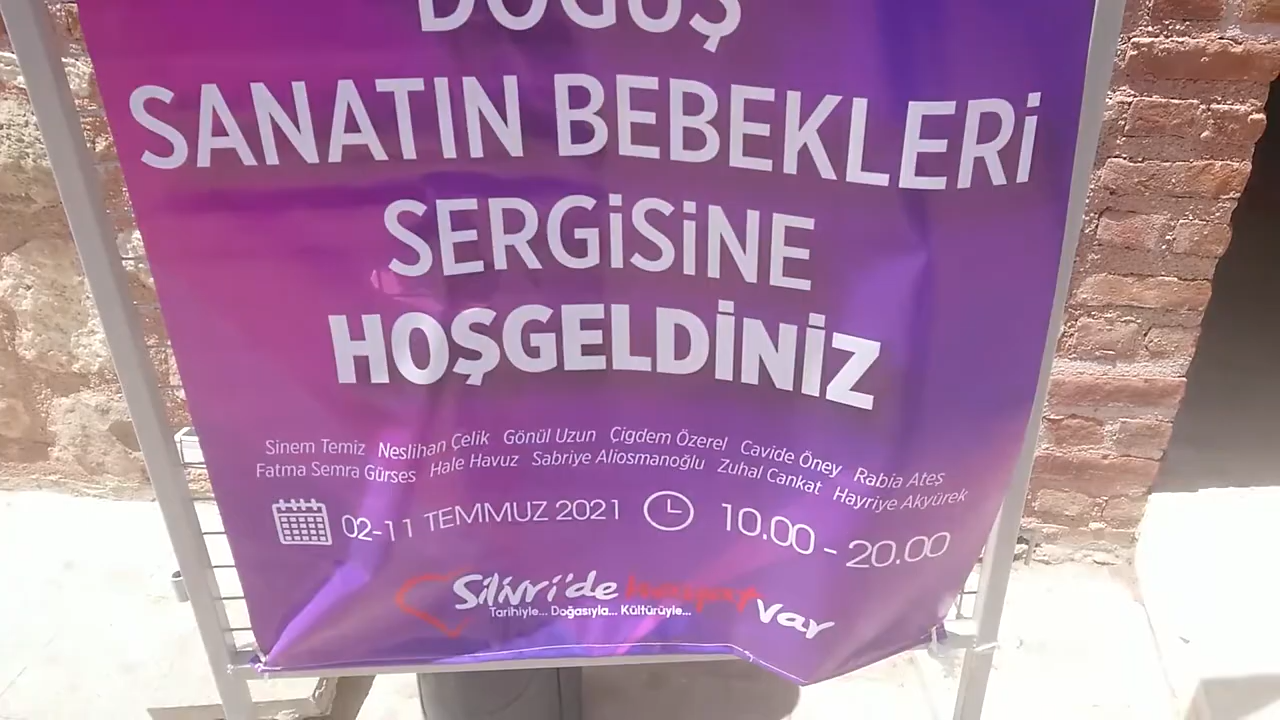 DOĞUŞ
SANATIN BEBEKLERİ
SERGİSİNE
HOŞGELDİNİZ
Sinem Temiz Neslihan Çelik Gönül Uzun Çigdem Özerel Cavide Öney Rabia Ateş
Fatma Semra Gürses Hale Havuz Sabriye Aliosmanoğlu Zuhal Cankat Hayriye Akyürek
02-11 TEMMUZ 2021 10.00 - 20.00
Silivri'de Var
Tarihiyle... Doğasıyla... Kültürüyle...